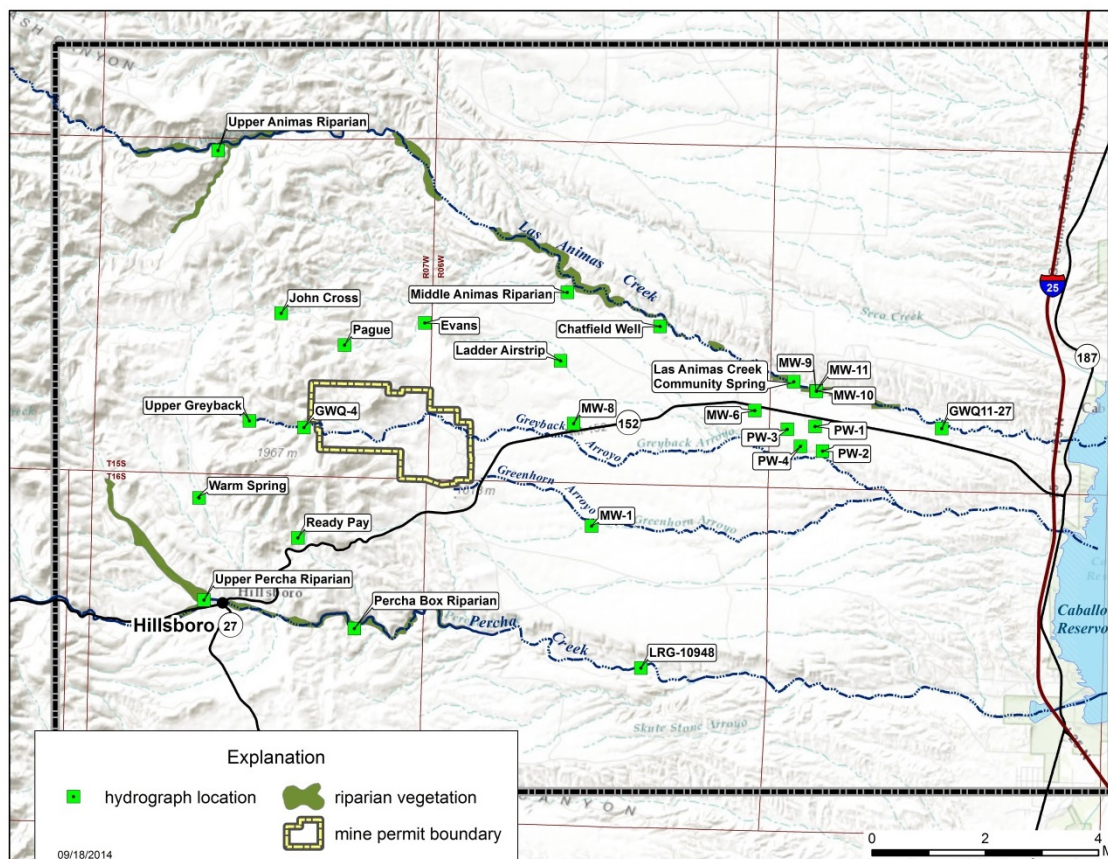 ASH CANYON
Upper Animas Riparian
Las Animas Creek
R07W
R06W
John Cross
Pague
Evans
Middle Animas Riparian
Chatfield Well
Ladder Airstrip
Las Animas Creek
Community Spring
MW-9
MW-11
MW-10
Seco Creek
25
187
Upper Greyback
GWQ-4
MW-8
152
MW-6
PW-3
PW-4
PW-1
PW-2
GWQ11-27
Greyback Arroyo
Greyback Arroyo
1967 m
T15S
T16S
Warm Spring
Greenhorn Arroyo
Greenhorn Arroyo
MW-1
Ready Pay
Upper Percha Riparian
Hillsboro
Hillsboro
27
Percha Box Riparian
Percha Creek
LRG-10948
Skute Stone Arroyo
Caballo
Reservo
I-25 N
CANYON
Explanation
hydrograph location
riparian vegetation
mine permit boundary
09/18/2014
0 2 4
M